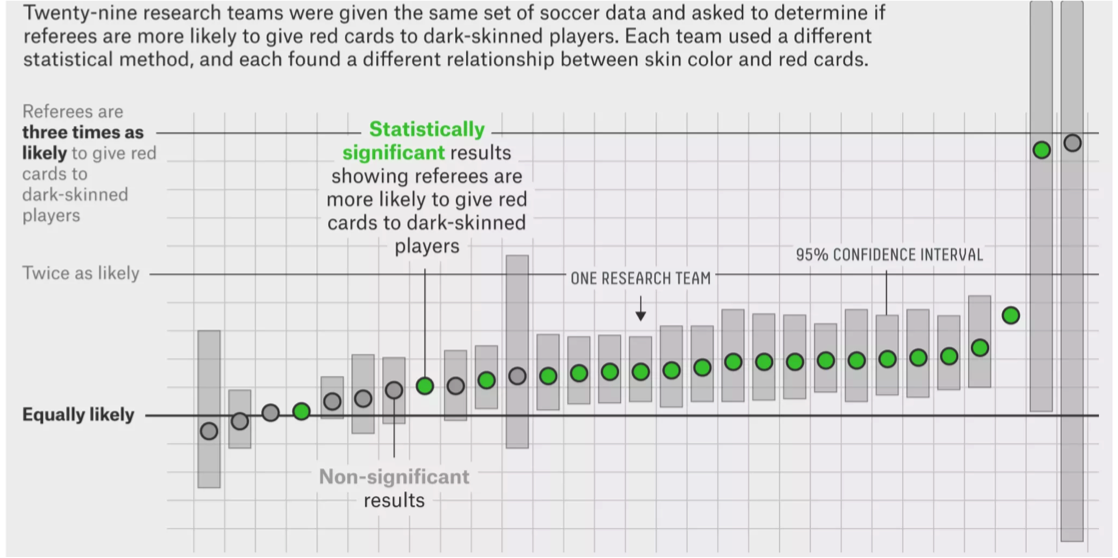 Twenty-nine research teams were given the same set of soccer data and asked to determine if
referees are more likely to give red cards to dark-skinned players. Each team used a different
statistical method, and each found a different relationship between skin color and red cards.
Referees are
three times as
likely to give red
cards to
dark-skinned
players
Statistically
significant results
showing referees are
more likely to give red
cards to dark-skinned
players
Twice as likely
ONE RESEARCH TEAM
95% CONFIDENCE INTERVAL
Equally likely
Non-significant
results